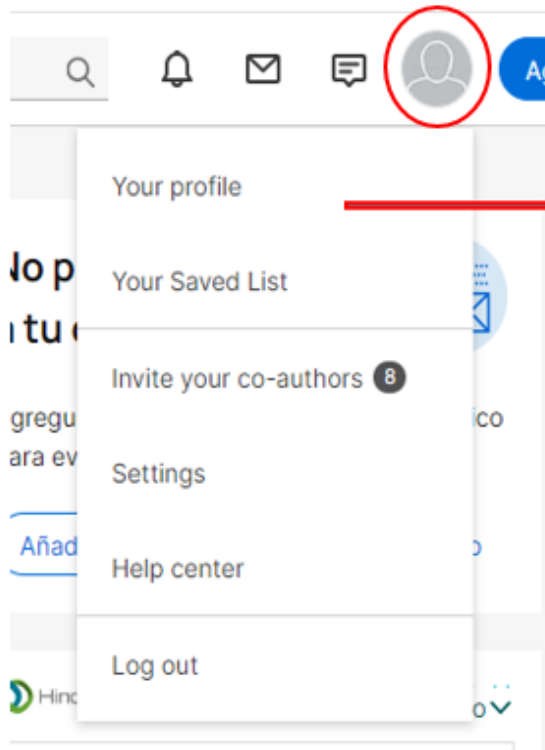 Ag
Your profile
No p
Your Saved List
tu
Invite your co-authors 8
gregu
ico
ara ev
Settings
Añad
Help center
Log out
Hind